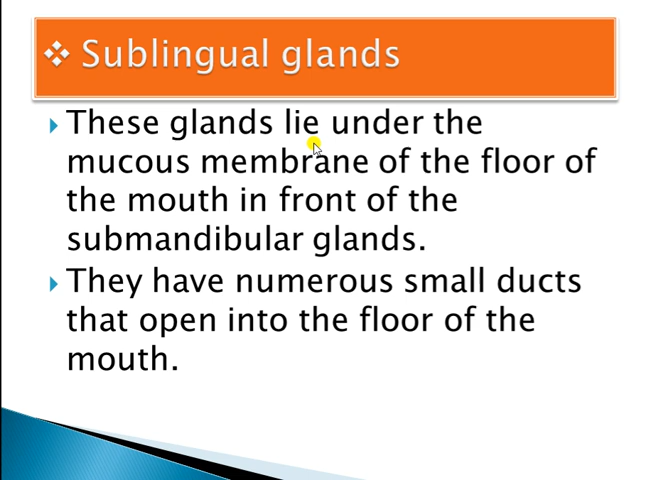 ❖ Sublingual glands
These glands lie under the
mucous membrane of the floor of
the mouth in front of the
submandibular glands.
They have numerous small ducts
that open into the floor of the
mouth.